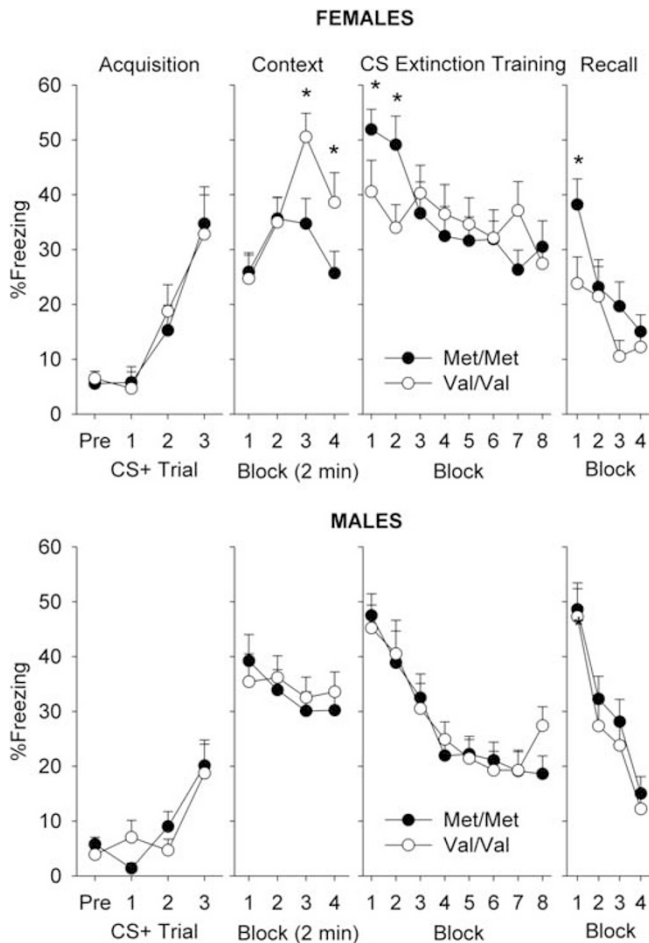 FEMALES
Acquisition Context CS Extinction Training Recall
60
50
40
30
20
10
0
%Freezing
* * * * *
Met/Met
Val/Val
Pre 1 2 3 1 2 3 4 1 2 3 4 5 6 7 8 1 2 3 4
CS+ Trial Block (2 min) Block Block
MALES
60
50
40
30
20
10
0
%Freezing
*
Met/Met
Val/Val
Pre 1 2 3 1 2 3 4 1 2 3 4 5 6 7 8 1 2 3 4
CS+ Trial Block (2 min) Block Block